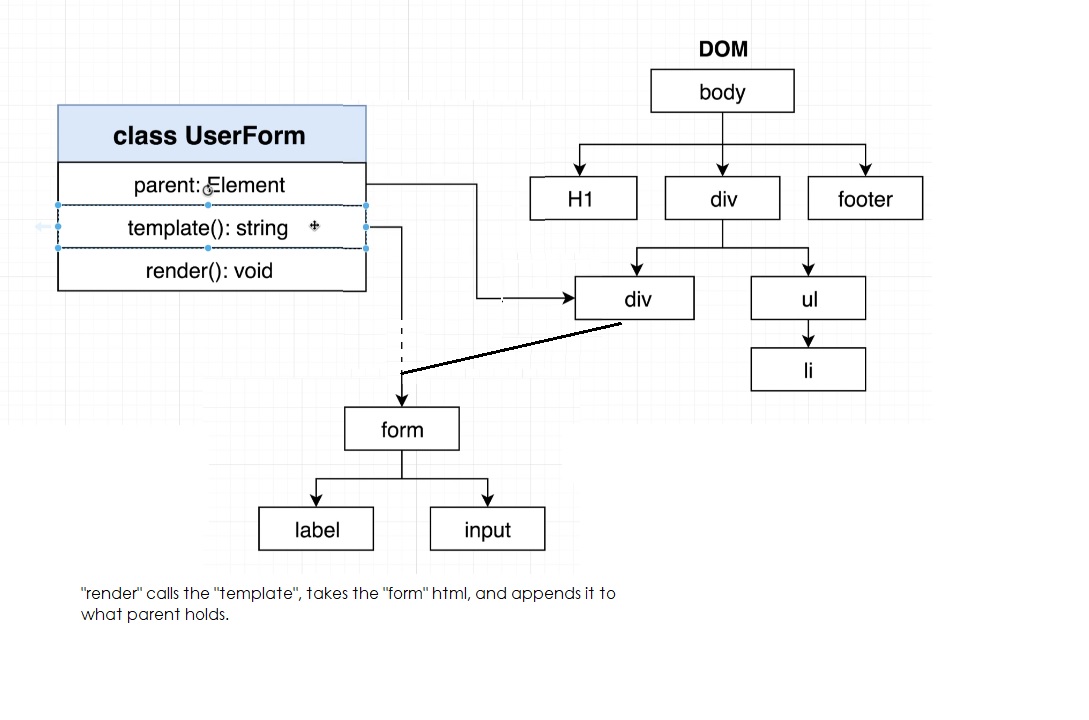 DOM
body
class UserForm
parent: Element
H1
div
footer
template(): string
render(): void
div
ul
li
form
label
input
"render" calls the "template", takes the "form" html, and appends it to
what parent holds.